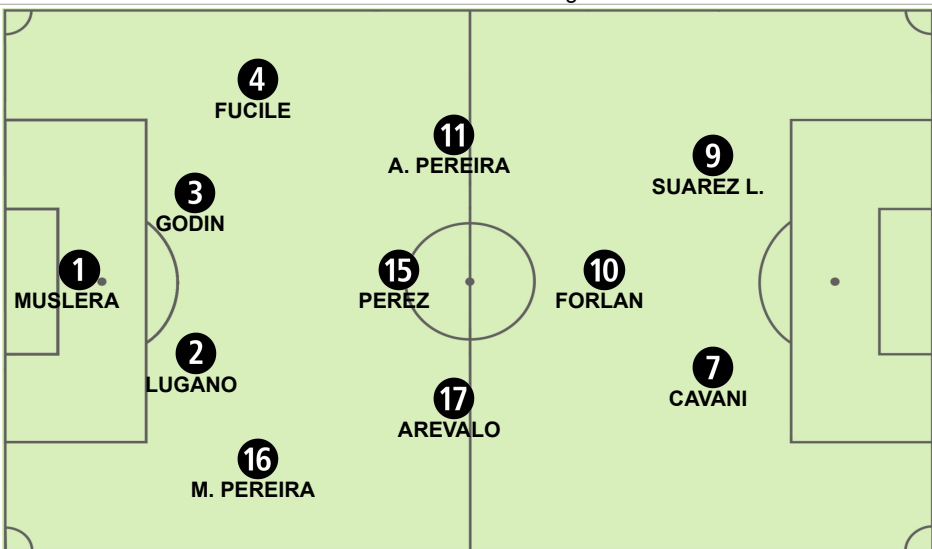 4
FUCILE
11
A. PEREIRA
9
SUAREZ L.
3
GODIN
1
MUSLERA
15
PEREZ
10
FORLAN
2
LUGANO
7
CAVANI
17
AREVALO
16
M. PEREIRA